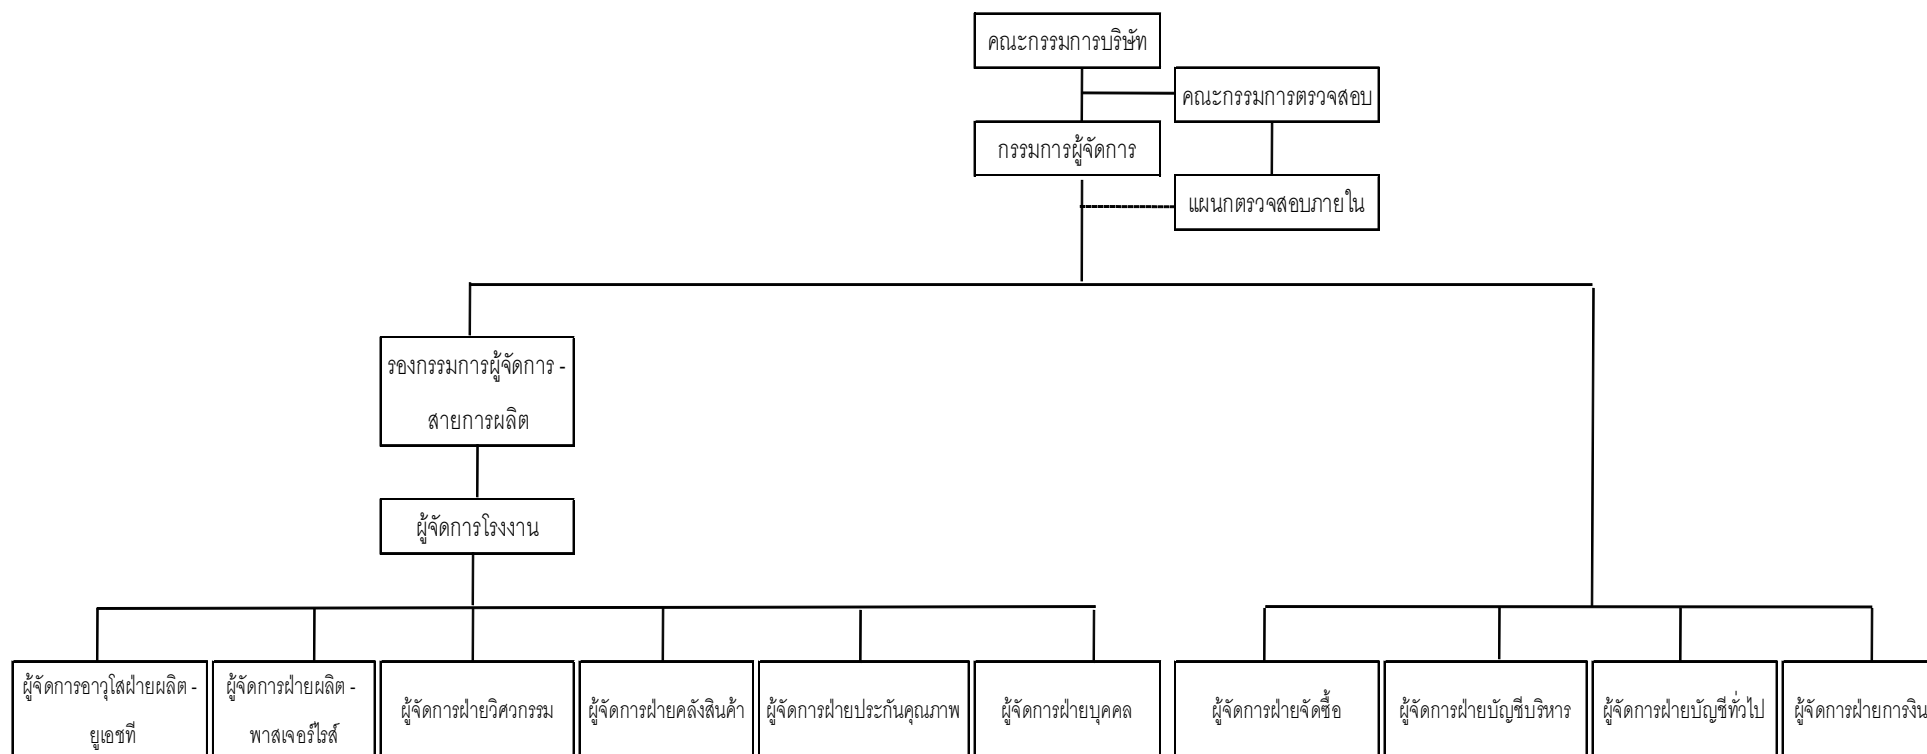 คณะกรรมการบริษัท
คณะกรรมการตรวจสอบ
กรรมการผู้จัดการ
แผนกตรวจสอบภายใน
รองกรรมการผู้จัดการ -
สายการผลิต
ผู้จัดการโรงงาน
ผู้จัดการอาวุโสฝ่ายผลิต -
ยูเอชที
ผู้จัดการฝ่ายผลิต -
พาสเจอร์ไรส์
ผู้จัดการฝ่ายวิศวกรรม
ผู้จัดการฝ่ายคลังสินค้า
ผู้จัดการฝ่ายประกันคุณภาพ
ผู้จัดการฝ่ายบุคคล
ผู้จัดการฝ่ายจัดซื้อ
ผู้จัดการฝ่ายบัญชีบริหาร
ผู้จัดการฝ่ายบัญชีทั่วไป
ผู้จัดการฝ่ายการเงิน